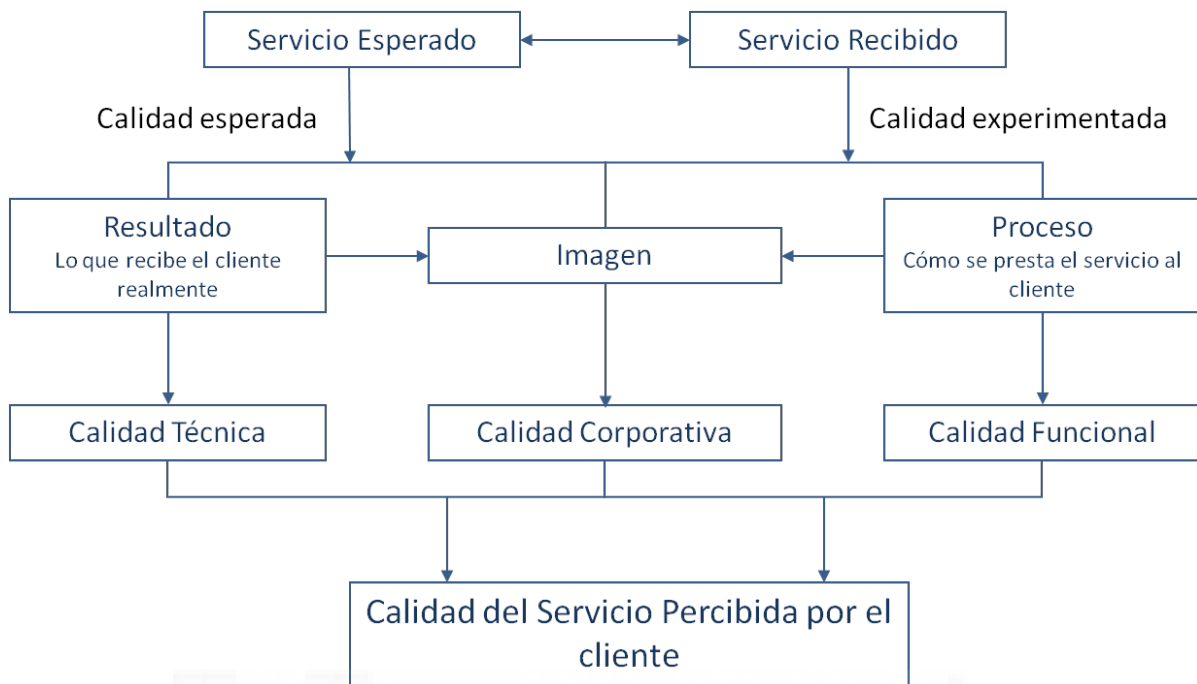 Servicio Esperado
Servicio Recibido
Calidad esperada
Calidad experimentada
Resultado
Lo que recibe el cliente
realmente
Imagen
Proceso
Cómo se presta el servicio al
cliente
Calidad Técnica
Calidad Corporativa
Calidad Funcional
Calidad del Servicio Percibida por el
cliente